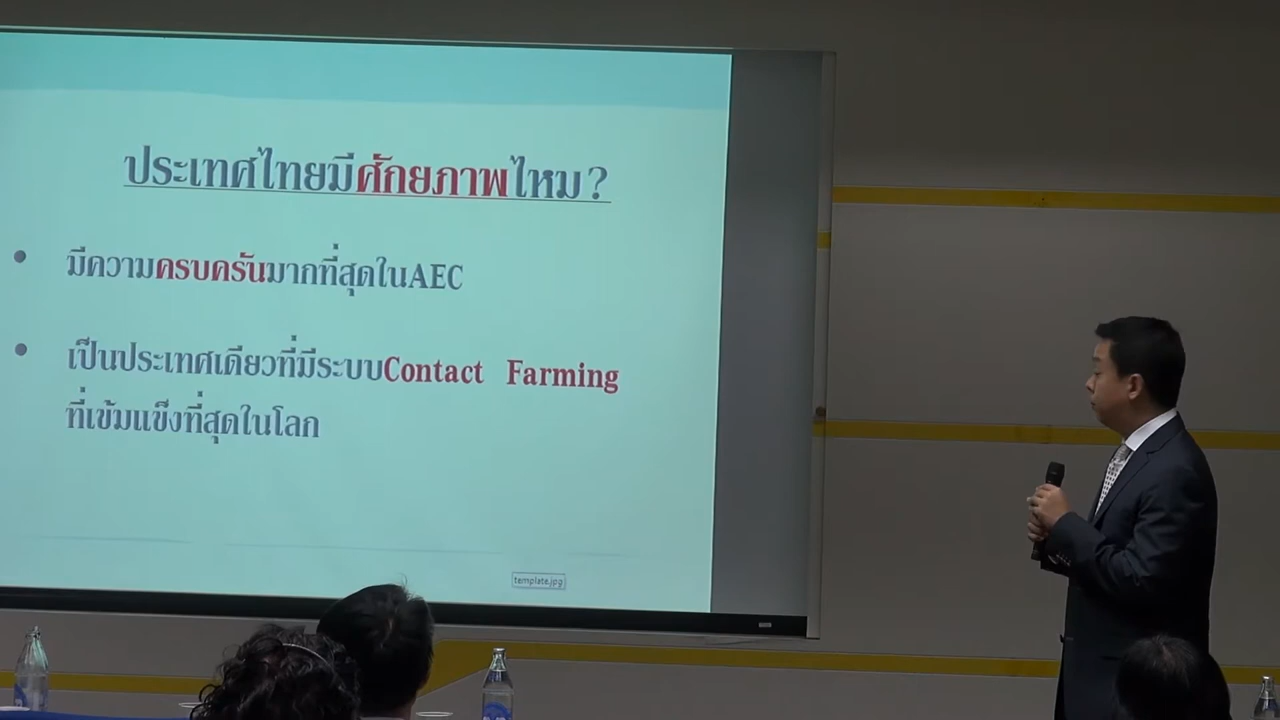 ประเทศไทยมีศักยภาพไหม?
• มีความครบครันมากที่สุดในAEC
• เป็นประเทศเดียวที่มีระบบContact Farming
ที่เข้มแข็งที่สุดในโลก
template.jpg